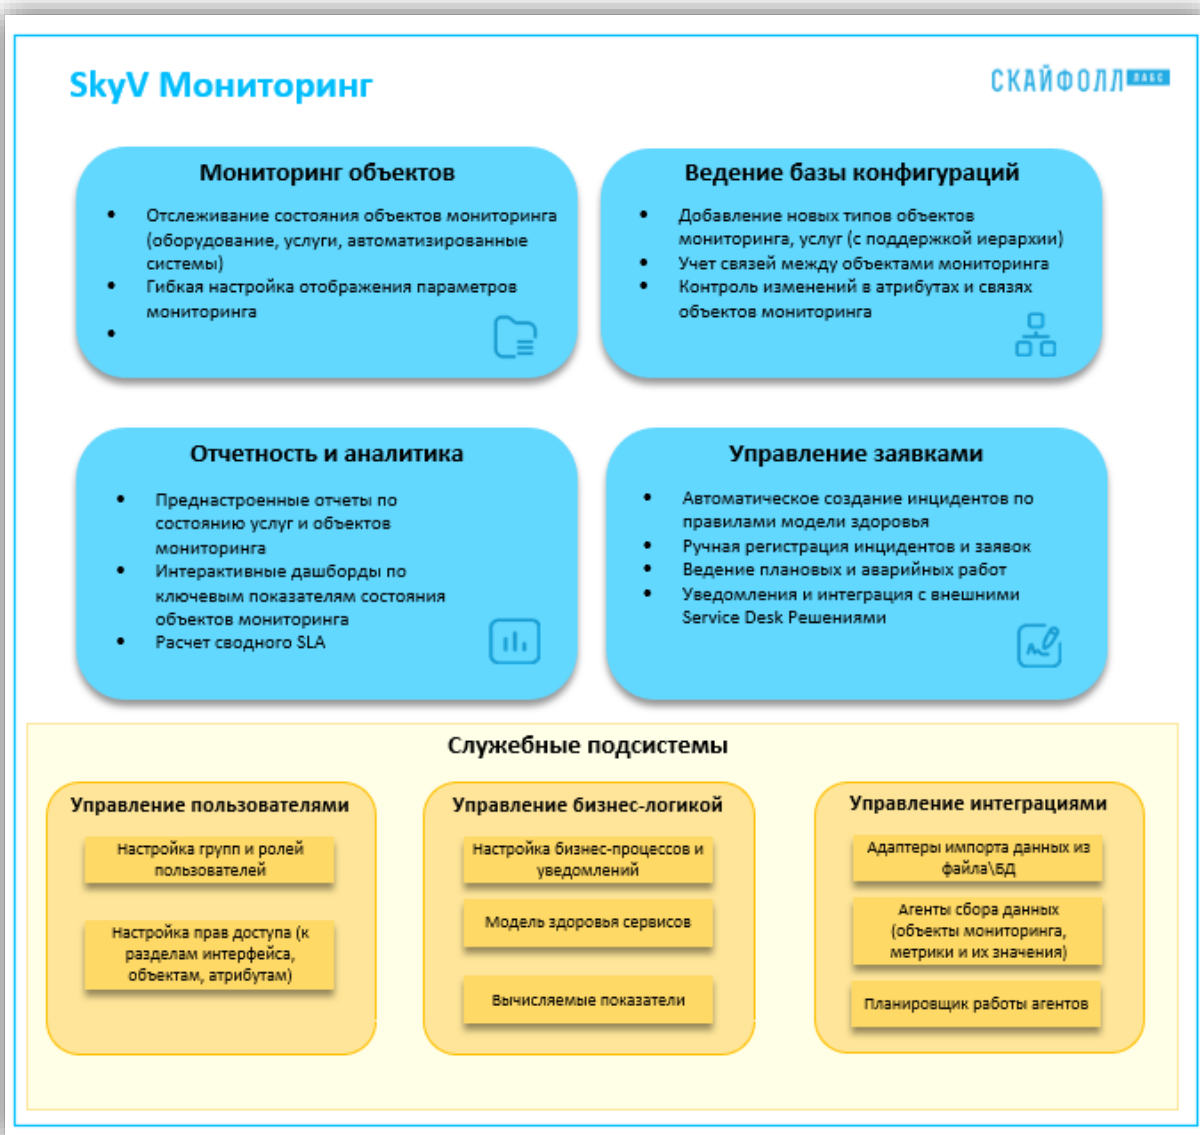 SkyV Мониторинг
СКАЙФОЛЛ ЛАБС
Мониторинг объектов
• Отслеживание состояния объектов мониторинга
(оборудование, услуги, автоматизированные
системы)
• Гибкая настройка отображения параметров
мониторинга
•
Ведение базы конфигураций
• Добавление новых типов объектов
мониторинга, услуг (с поддержкой иерархии)
• Учет связей между объектами мониторинга
• Контроль изменений в атрибутах и связях
объектов мониторинга
Отчетность и аналитика
• Преднастроенные отчеты по
состоянию услуг и объектов
мониторинга
• Интерактивные дашборды по
ключевым показателям состояния
объектов мониторинга
• Расчет сводного SLA
Управление заявками
• Автоматическое создание инцидентов по
правилами модели здоровья
• Ручная регистрация инцидентов и заявок
• Ведение плановых и аварийных работ
• Уведомления и интеграция с внешними
Service Desk Решениями
Служебные подсистемы
Управление пользователями
Настройка групп и ролей
пользователей
Настройка прав доступа (к
разделам интерфейса,
объектам, атрибутам)
Управление бизнес-логикой
Настройка бизнес-процессов и
уведомлений
Модель здоровья сервисов
Вычисляемые показатели
Управление интеграциями
Адаптеры импорта данных из
файла\БД
Агенты сбора данных
(объекты мониторинга,
метрики и их значения)
Планировщик работы агентов